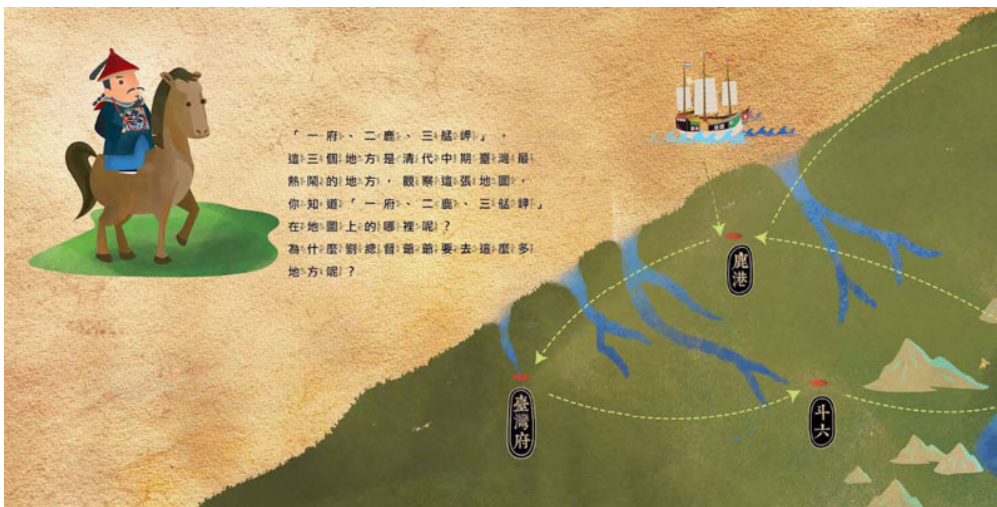 「一府、二鹿、三艋舺」，
這三個地方是清代中期臺灣最
熱鬧的地方，觀察這張地圖，
你知道「一府、二鹿、三艋舺」
在地圖上的哪裡呢？
為什麼劉總督爺爺要去這麼多
地方呢？
鹿港
臺灣府
斗六